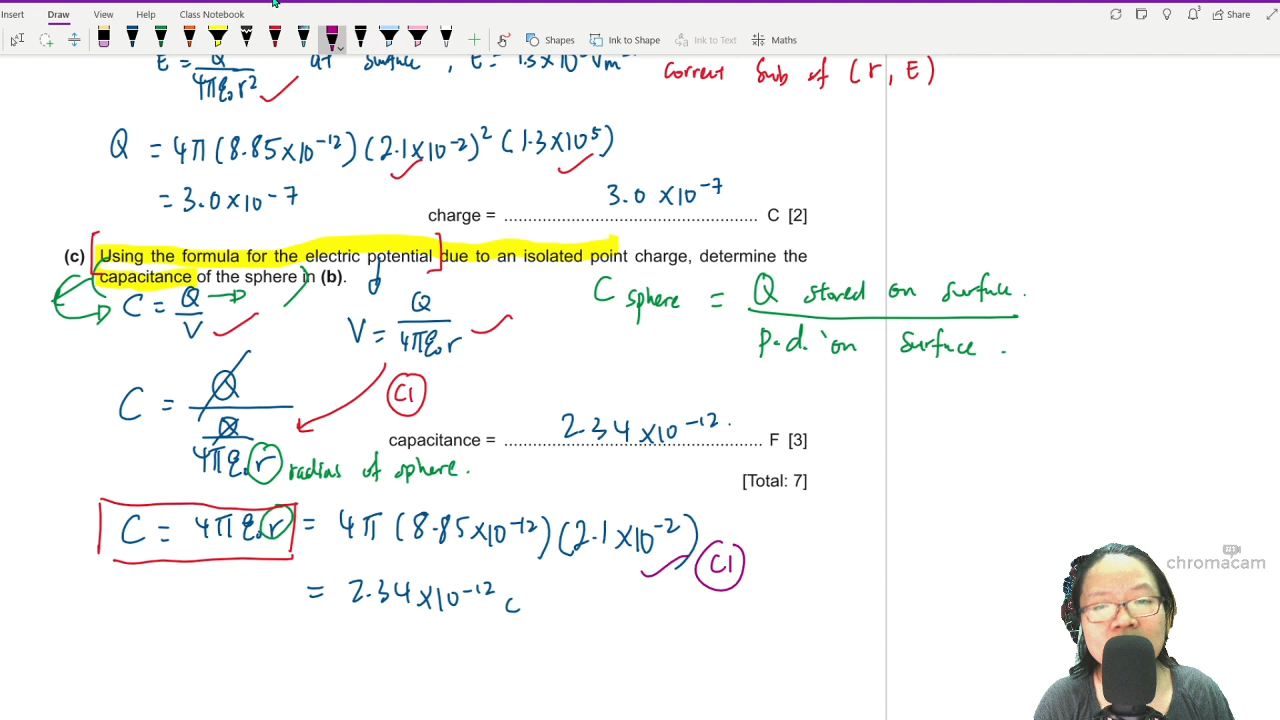 Insert Draw View Help Class Notebook
Share
Shapes Ink to Shape Ink to Text Maths
E = Q / 4πε₀r² at surface, E = 1.3×10 Vm
Correct sub of (r, E)
Q = 4π(8.85×10⁻¹²)(2.1×10⁻²)²(1.3×10⁵)
= 3.0×10⁻⁷
3.0 ×10⁻⁷
charge = ........................................................ C [2]
(c) Using the formula for the electric potential due to an isolated point charge, determine the
capacitance of the sphere in (b).
C = Q / V
V = Q / 4πε₀r
C sphere = Q stored on surface. / p.d. on surface.
C1
C = Q / (Q / 4πε₀r)
2.34×10⁻¹².
capacitance = ........................................................ F [3]
radius of sphere.
[Total: 7]
C = 4πε₀r = 4π(8.85×10⁻¹²)(2.1×10⁻²)
C1
= 2.34×10⁻¹² C
chromacam